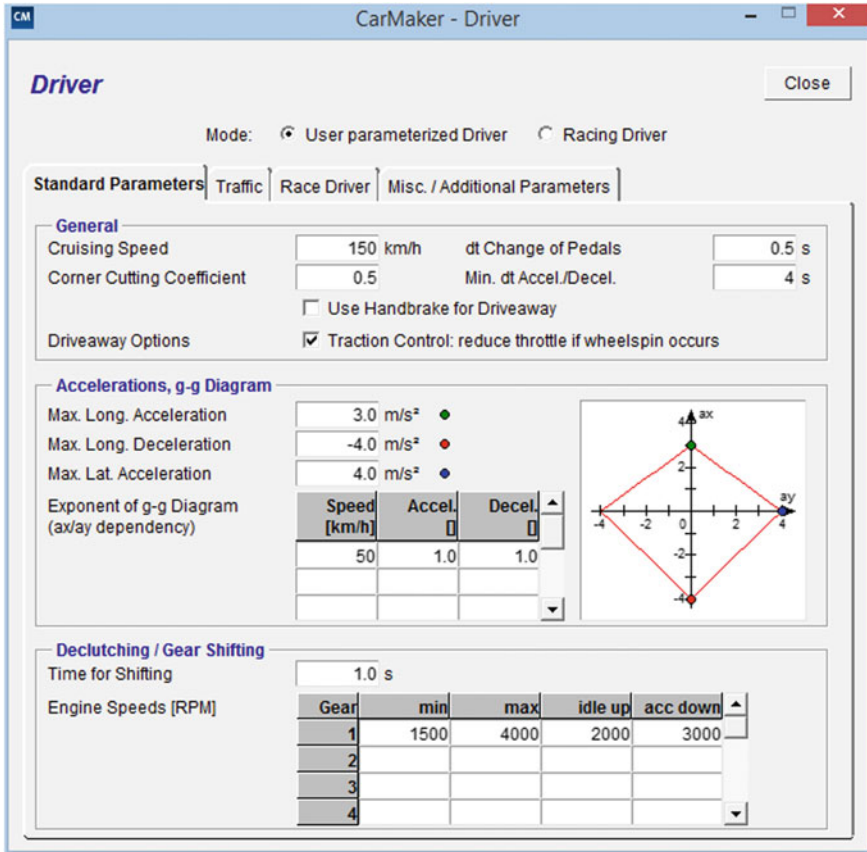 CM CarMaker - Driver
Driver Close
Mode: User parameterized Driver Racing Driver
Standard Parameters Traffic Race Driver Misc. / Additional Parameters
General
Cruising Speed 150 km/h dt Change of Pedals 0.5 s
Corner Cutting Coefficient 0.5 Min. dt Accel./Decel. 4 s
Use Handbrake for Driveaway
Driveaway Options Traction Control: reduce throttle if wheelspin occurs
Accelerations, g-g Diagram
Max. Long. Acceleration 3.0 m/s²
Max. Long. Deceleration -4.0 m/s²
Max. Lat. Acceleration 4.0 m/s²
Exponent of g-g Diagram
(ax/ay dependency)
Speed Accel. Decel.
[km/h] [] []
50 1.0 1.0
4 ax
2
ay
-4 -2 0 2 4
-2
-4
Declutching / Gear Shifting
Time for Shifting 1.0 s
Engine Speeds [RPM] Gear min max idle up acc down
1 1500 4000 2000 3000
2
3
4